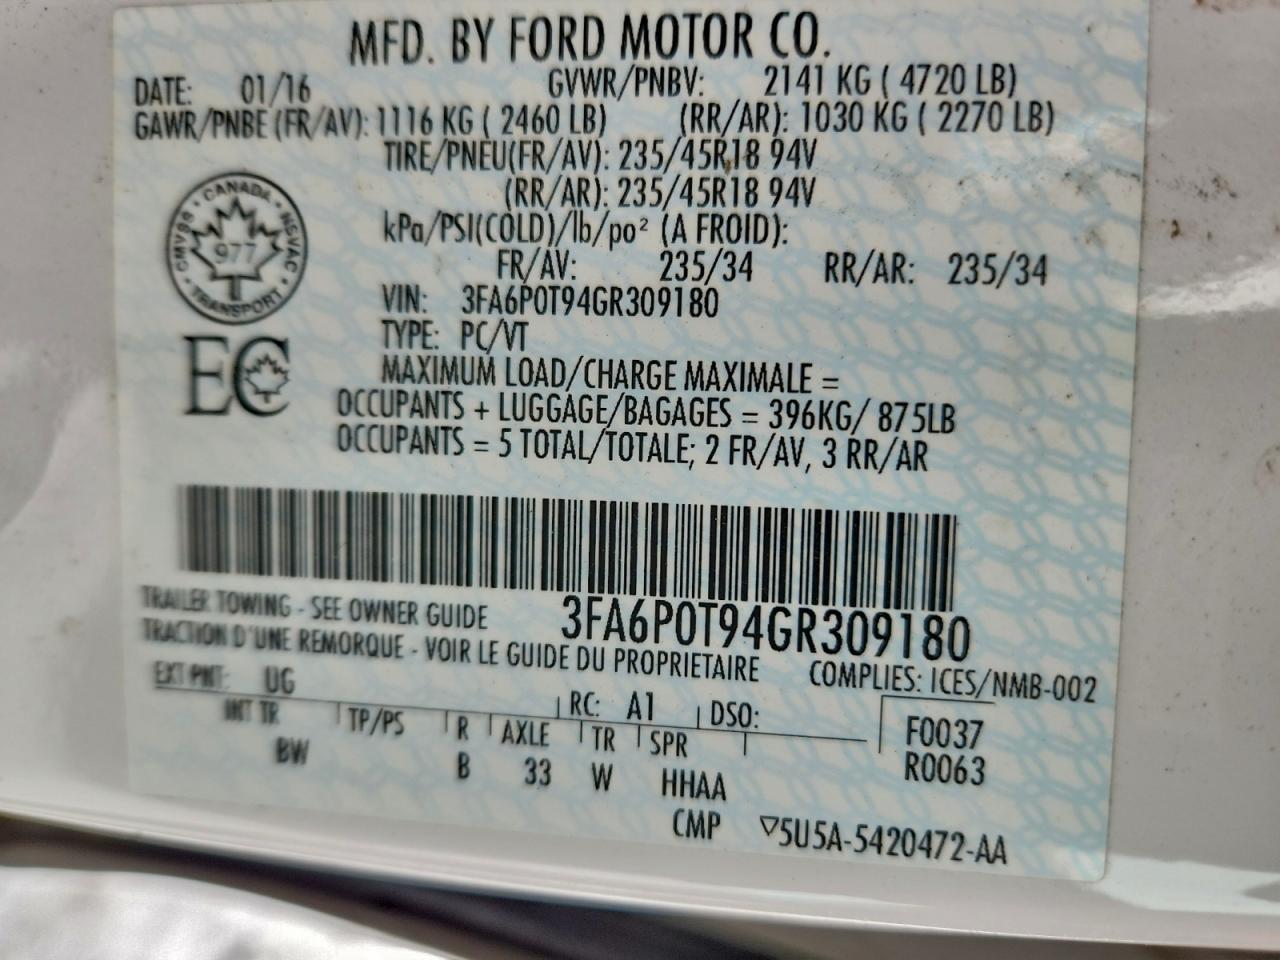 MFD. BY FORD MOTOR CO.
DATE: 01/16 GVWR/PNBV: 2141 KG ( 4720 LB)
GAWR/PNBE (FR/AV): 1116 KG ( 2460 LB) (RR/AR): 1030 KG ( 2270 LB)
TIRE/PNEU(FR/AV): 235/45R18 94V
(RR/AR): 235/45R18 94V
kPa/PSI(COLD)/lb/po² (A FROID):
FR/AV: 235/34 RR/AR: 235/34
CANADA • NSVAC • TRANSPORT • CMVSS •
977
VIN: 3FA6P0T94GR309180
TYPE: PC/VT
EC
MAXIMUM LOAD/CHARGE MAXIMALE =
OCCUPANTS + LUGGAGE/BAGAGES = 396KG/ 875LB
OCCUPANTS = 5 TOTAL/TOTALE; 2 FR/AV, 3 RR/AR
TRAILER TOWING - SEE OWNER GUIDE 3FA6P0T94GR309180
TRACTION D'UNE REMORQUE - VOIR LE GUIDE DU PROPRIETAIRE COMPLIES: ICES/NMB-002
EXT PNT: UG RC: A1 DSO: F0037
INT TR TP/PS R AXLE TR SPR R0063
BW B 33 W HHAA
CMP ▽5U5A-5420472-AA